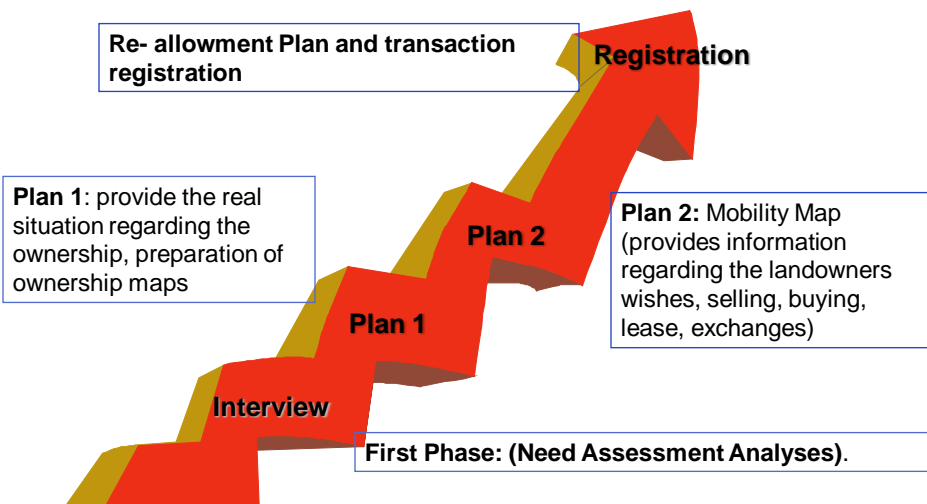 Re- allowment Plan and transaction
registration
Registration
Plan 1: provide the real
situation regarding the
ownership, preparation of
ownership maps
Plan 2
Plan 2: Mobility Map
(provides information
regarding the landowners
wishes, selling, buying,
lease, exchanges)
Plan 1
Interview
First Phase: (Need Assessment Analyses).